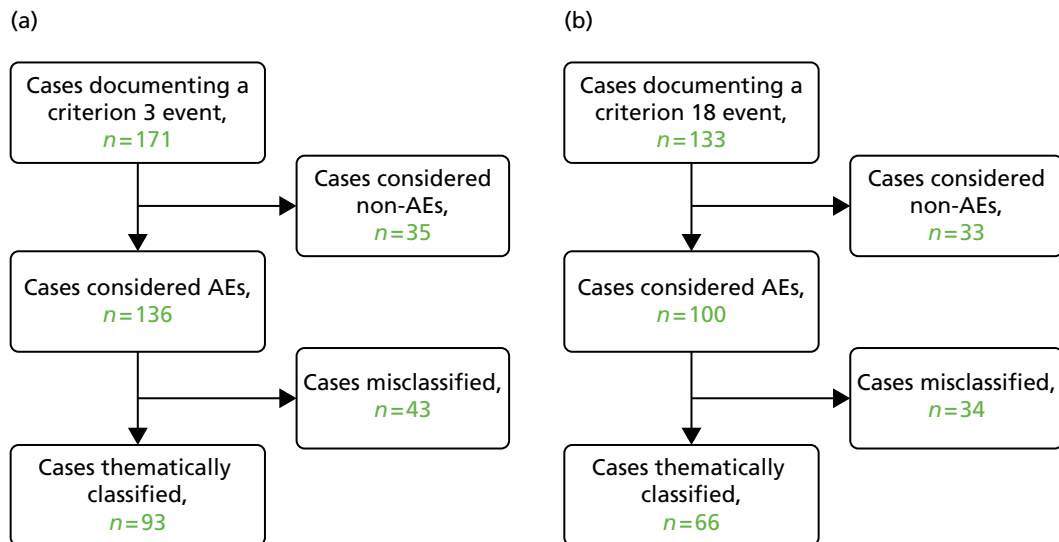 (a)
Cases documenting a
criterion 3 event,
n=171
Cases considered
non-AEs,
n=35
Cases considered AEs,
n=136
Cases misclassified,
n=43
Cases thematically
classified,
n=93
(b)
Cases documenting a
criterion 18 event,
n=133
Cases considered
non-AEs,
n=33
Cases considered AEs,
n=100
Cases misclassified,
n=34
Cases thematically
classified,
n=66